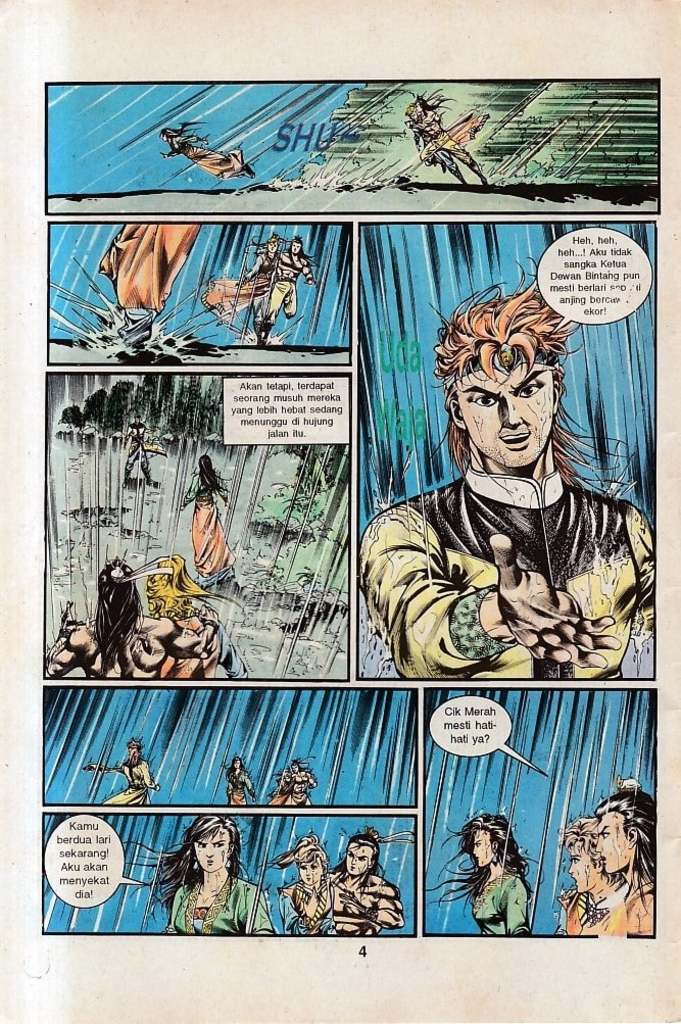 SHU
Heh, heh,
heh...! Aku tidak
sangka Ketua
Dewan Bintang pun
mesti berlari
anjing
ekor!
Uda
Waja
Akan tetapi, terdapat
seorang musuh mereka
yang lebih hebat sedang
menunggu di hujung
jalan itu.
Cik Merah
mesti hati-
hati ya?
Kamu
berdua lari
sekarang!
Aku akan
menyekat
dia!
4